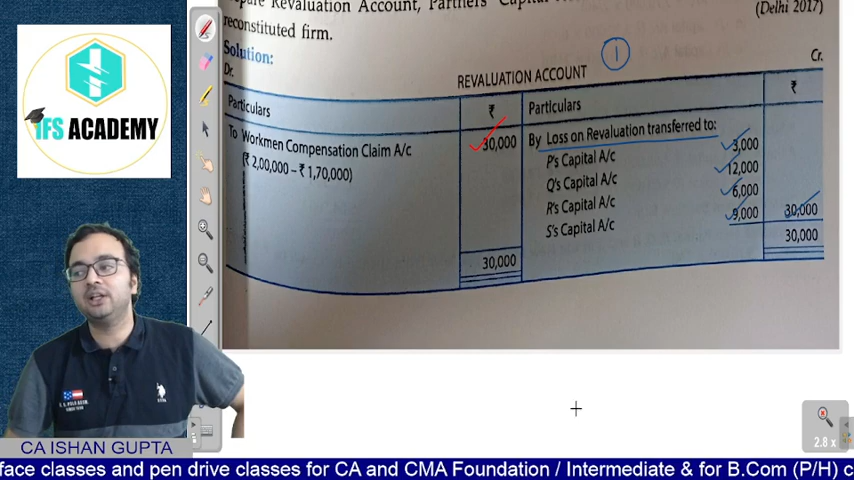 epare Revaluation Account, Partners' Capital
reconstituted firm.
(Delhi 2017)
Solution:
1
Dr.
REVALUATION ACCOUNT
Cr.
Particulars ₹ Particulars ₹
To Workmen Compensation Claim A/c 30,000 By Loss on Revaluation transferred to:
(₹ 2,00,000 – ₹ 1,70,000)
P's Capital A/c 3,000
Q's Capital A/c 12,000
R's Capital A/c 6,000
S's Capital A/c 9,000 30,000
30,000 30,000
IFS ACADEMY
2.8 x
CA ISHAN GUPTA
face classes and pen drive classes for CA and CMA Foundation / Intermediate & for B.Com (P/H) c